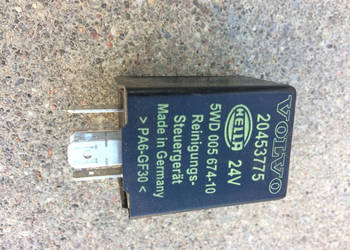 VOLVO
20453775
HELLA 24V
5WD 005 674-10
Reinigungs-
Steuergerät
Made in Germany
> PA6-GF30 <